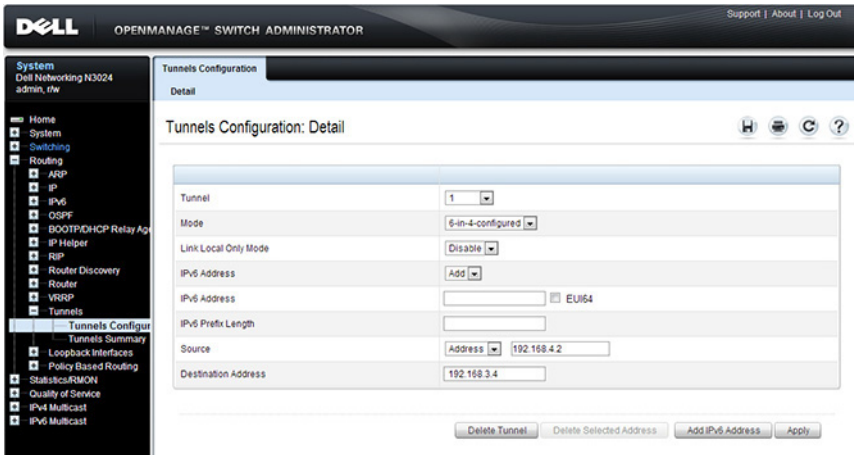 Support | About | Log Out
DELL OPENMANAGE™ SWITCH ADMINISTRATOR
System
Dell Networking N3024
admin, r/w
Home
System
Switching
Routing
ARP
IP
IPv6
OSPF
BOOTP/DHCP Relay Age
IP Helper
RIP
Router Discovery
Router
VRRP
Tunnels
Tunnels Configur
Tunnels Summary
Loopback Interfaces
Policy Based Routing
Statistics/RMON
Quality of Service
IPv4 Multicast
IPv6 Multicast
Tunnels Configuration
Detail
Tunnels Configuration: Detail
Tunnel 1
Mode 6-in-4-configured
Link Local Only Mode Disable
IPv6 Address Add
IPv6 Address EUI64
IPv6 Prefix Length
Source Address 192.168.4.2
Destination Address 192.168.3.4
Delete Tunnel Delete Selected Address Add IPv6 Address Apply